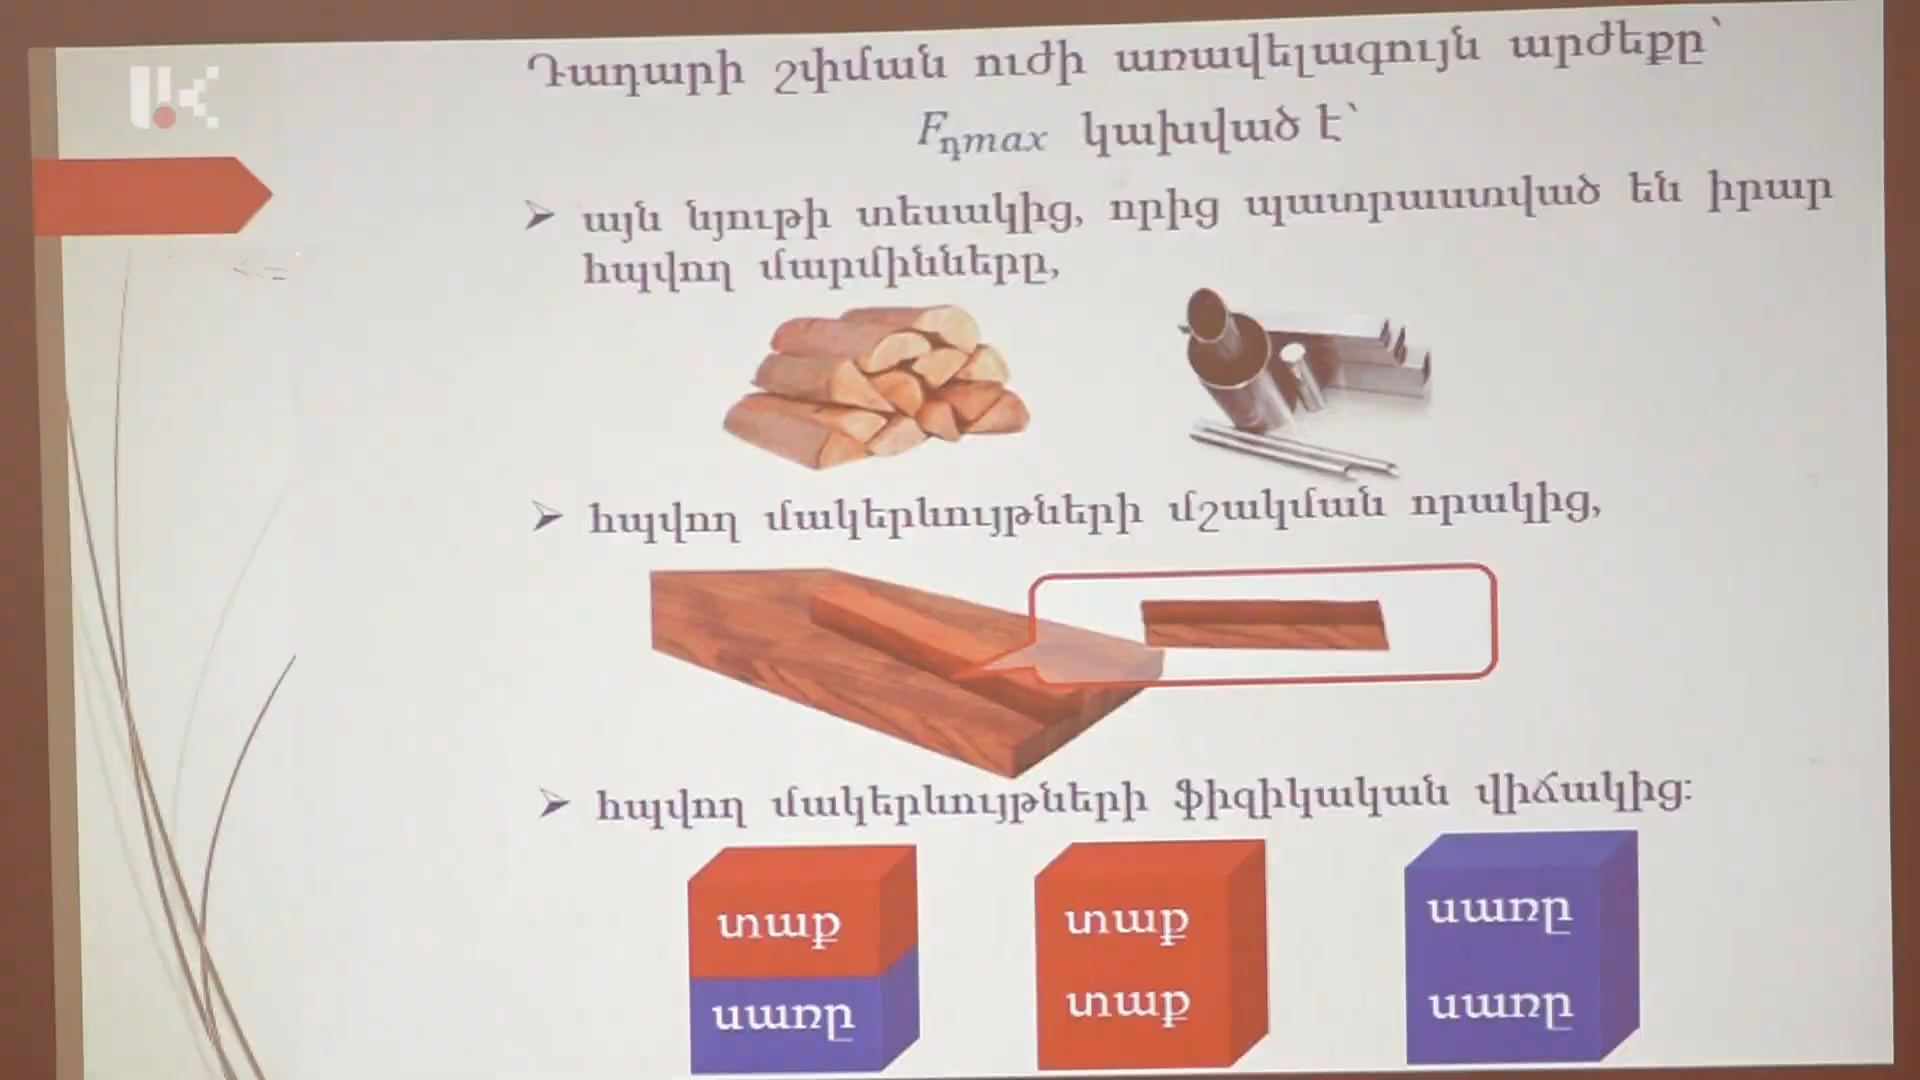 Դադարի շփման ուժի առավելագույն արժեքը՝
Fդmax կախված է՝
➢ այն նյութի տեսակից, որից պատրաստված են իրար
հպվող մարմինները,
➢ հպվող մակերևույթների մշակման որակից,
➢ հպվող մակերևույթների ֆիզիկական վիճակից:
տաք
սառը
տաք
տաք
սառը
սառը